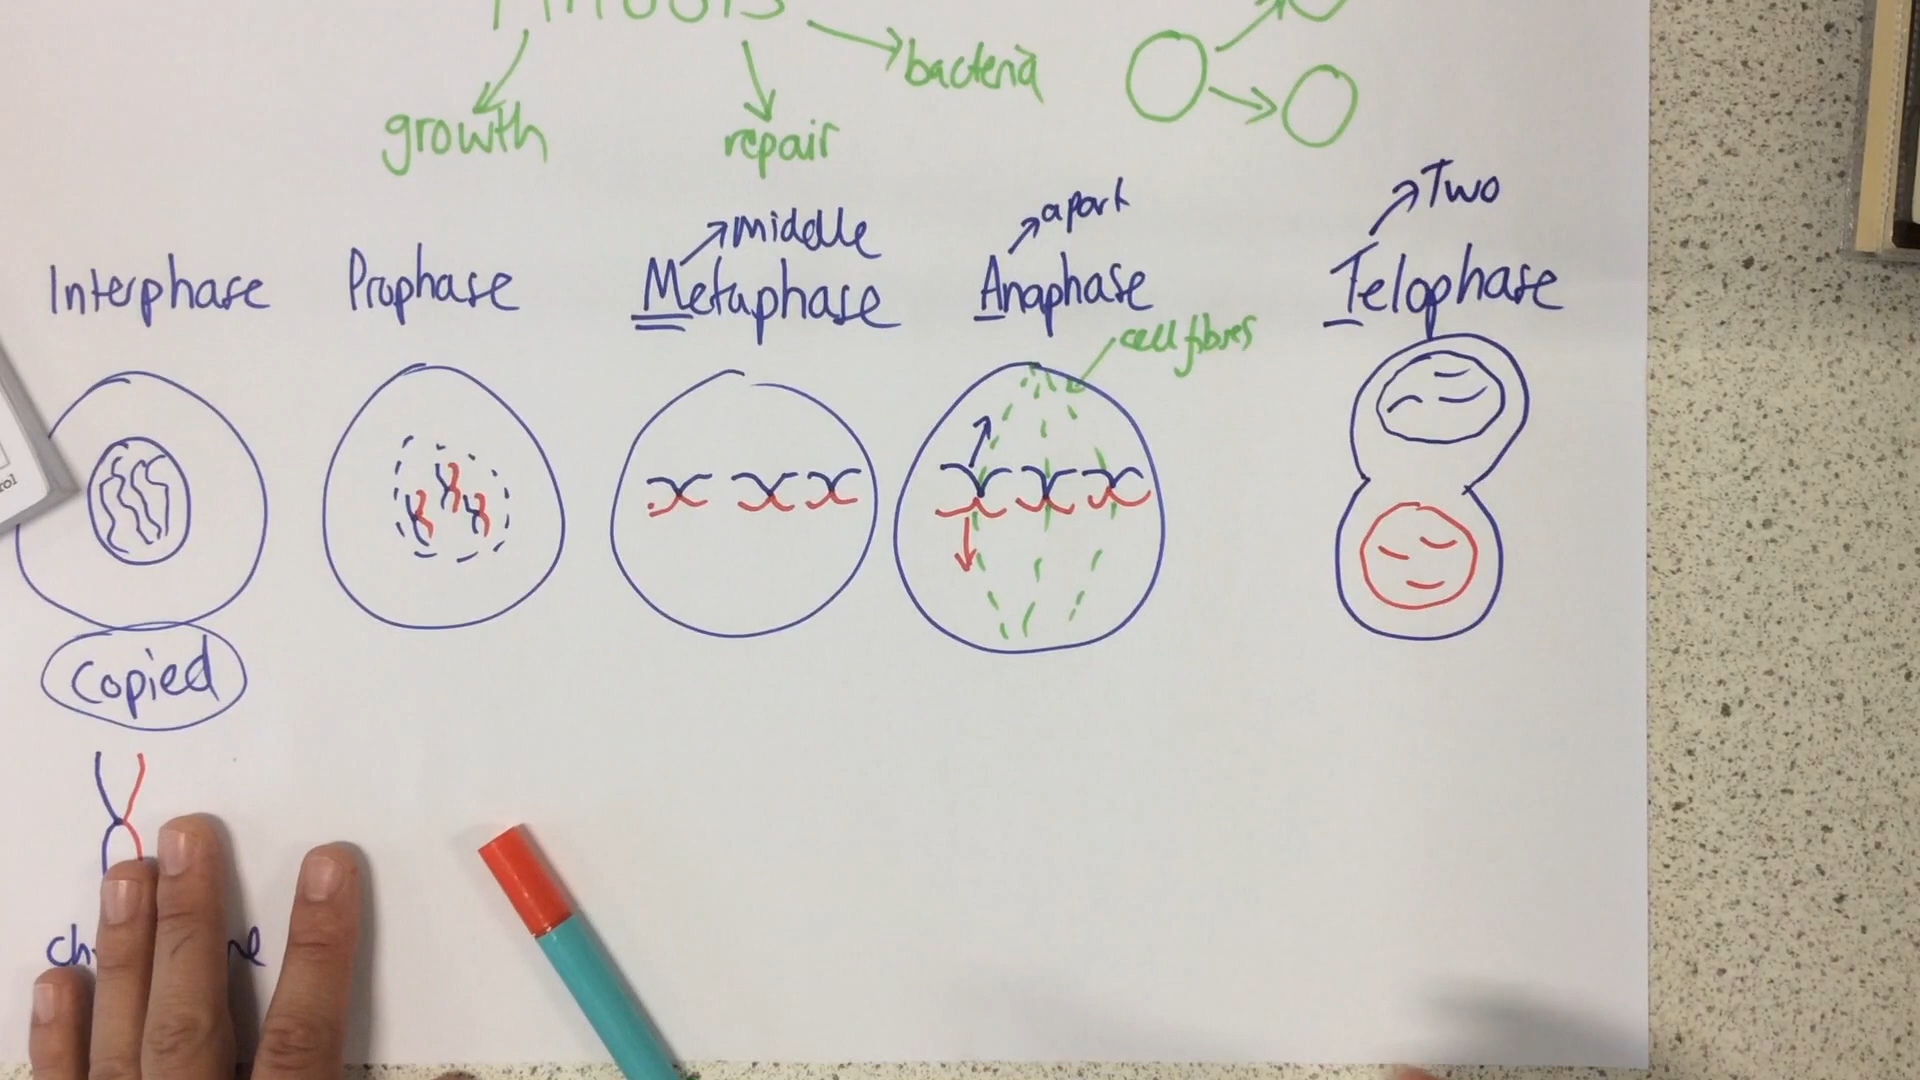 bacteria
growth
repair
Two
apart
middle
Interphase
Prophase
Metaphase
Anaphase
Telophase
cell fibres
Copied